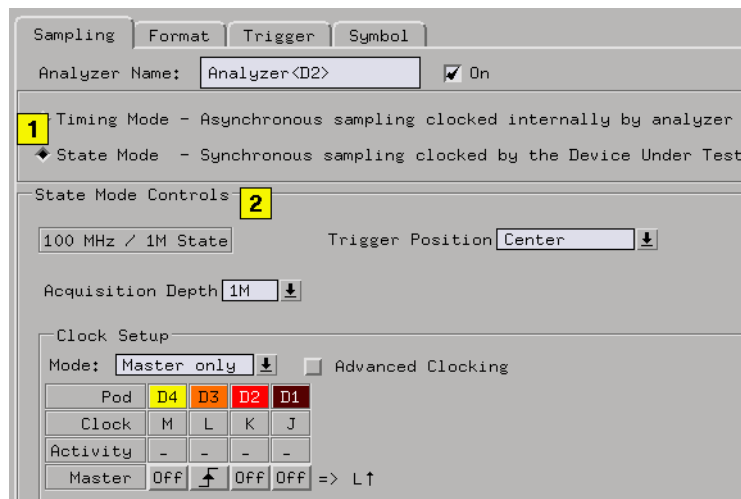 Sampling Format Trigger Symbol
Analyzer Name: Analyzer<D2> On
1
Timing Mode - Asynchronous sampling clocked internally by analyzer
State Mode - Synchronous sampling clocked by the Device Under Test
State Mode Controls 2
100 MHz / 1M State Trigger Position Center
Acquisition Depth 1M
Clock Setup
Mode: Master only Advanced Clocking
Pod D4 D3 D2 D1
Clock M L K J
Activity - - - -
Master Off Off Off => L↑